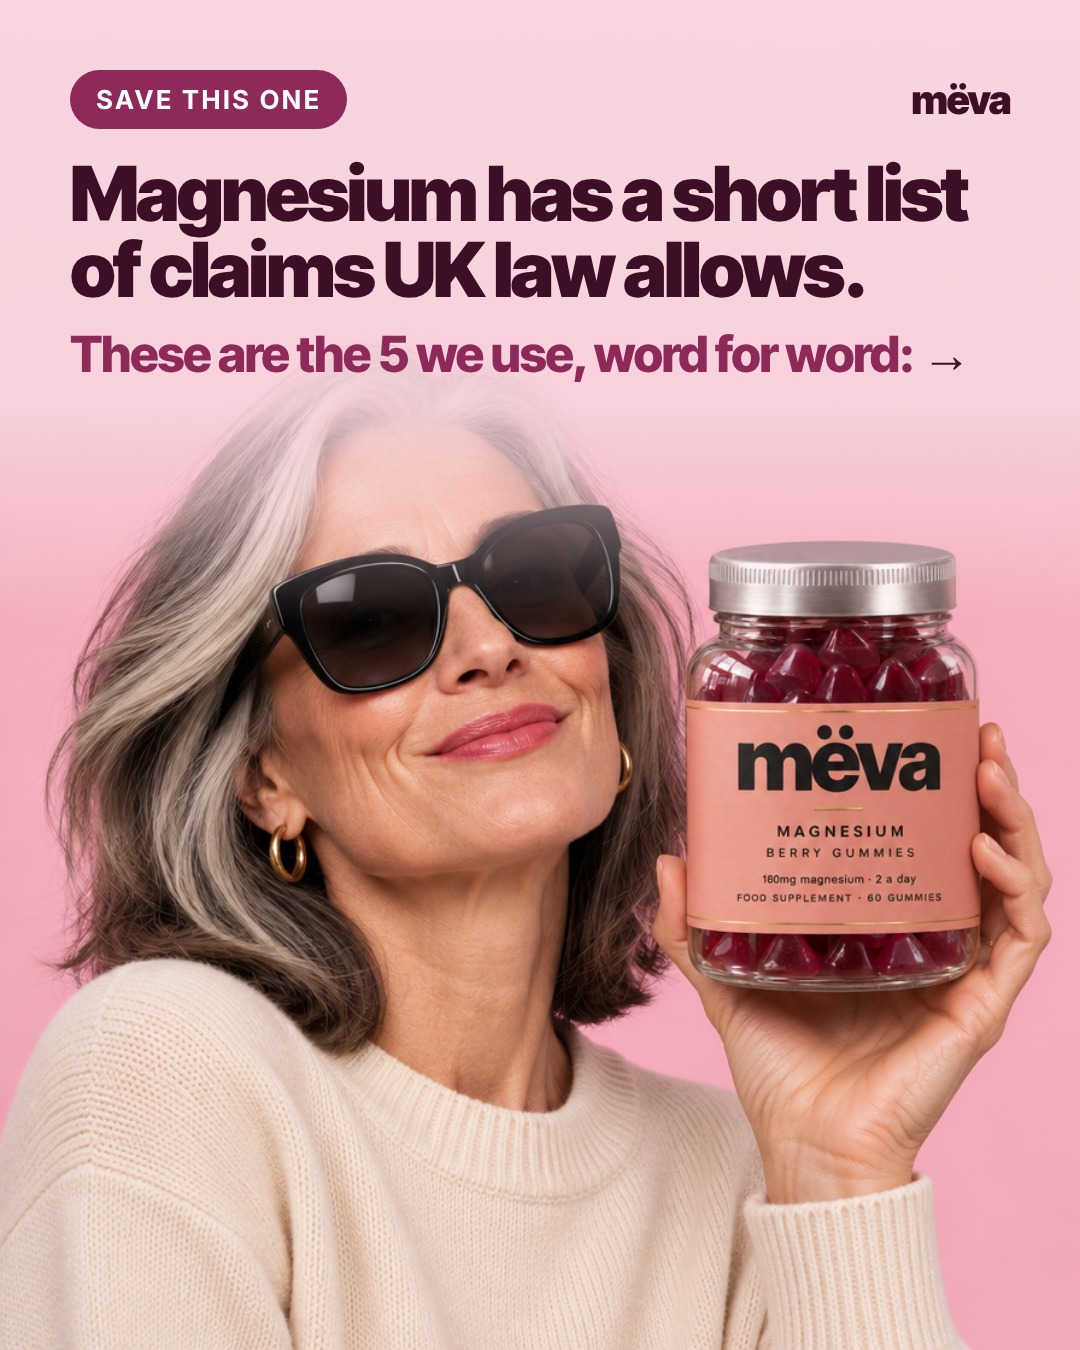 SAVE THIS ONE
mëva
Magnesium has a short list
of claims UK law allows.
These are the 5 we use, word for word: →
mëva
MAGNESIUM
BERRY GUMMIES
180mg magnesium · 2 a day
FOOD SUPPLEMENT · 60 GUMMIES